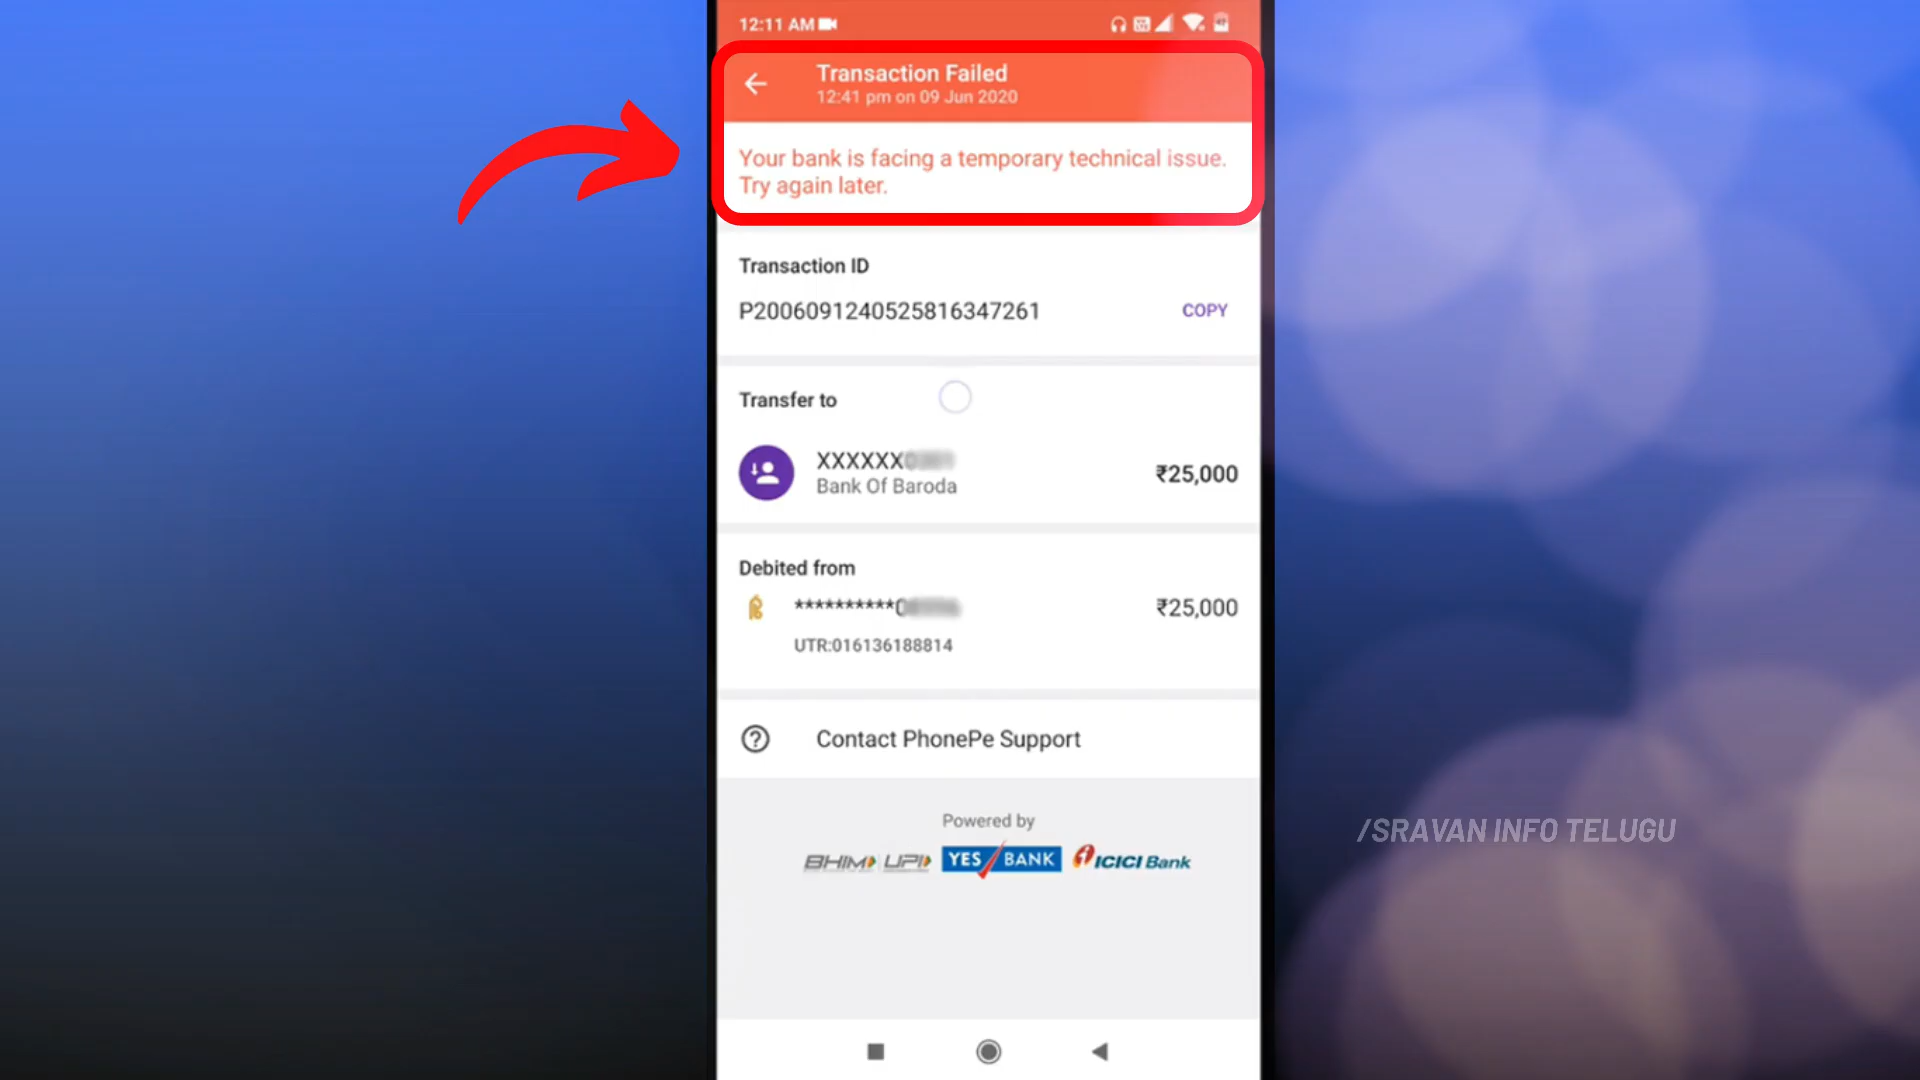 12:11 AM
Transaction Failed
12:41 pm on 09 Jun 2020
Your bank is facing a temporary technical issue.
Try again later.
Transaction ID
P2006091240525816347261
COPY
Transfer to
XXXXXX
Bank Of Baroda
₹25,000
Debited from
**********
₹25,000
UTR:016136188814
Contact PhonePe Support
Powered by
BHIM UPI YES BANK ICICI Bank
/SRAVAN INFO TELUGU